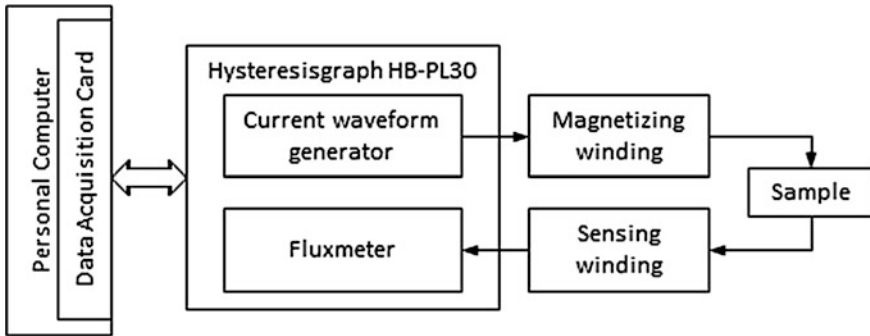 Personal Computer
Data Acquisition Card
Hysteresisgraph HB-PL30
Current waveform
generator
Magnetizing
winding
Sample
Fluxmeter
Sensing
winding